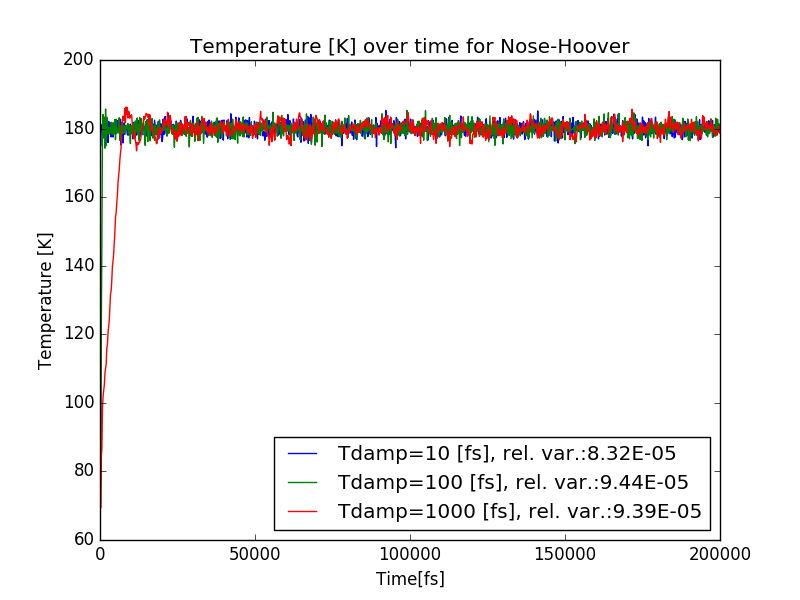 Temperature [K] over time for Nose-Hoover
200
180
160
140
120
100
80
60
Temperature [K]
Tdamp=10 [fs], rel. var.:8.32E-05
Tdamp=100 [fs], rel. var.:9.44E-05
Tdamp=1000 [fs], rel. var.:9.39E-05
0 50000 100000 150000 200000
Time[fs]